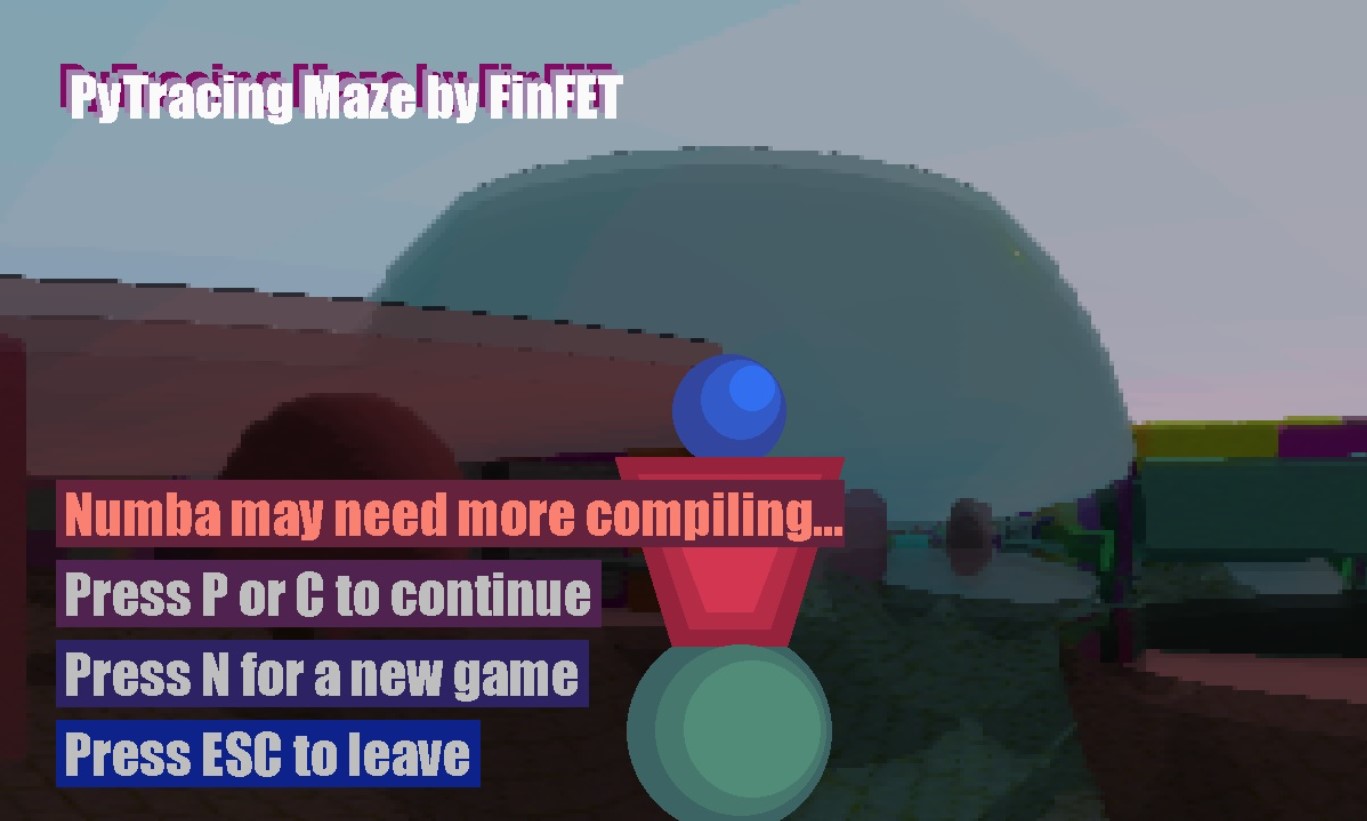 PyTracing Maze by FinFET
Numba may need more compiling...
Press P or C to continue
Press N for a new game
Press ESC to leave